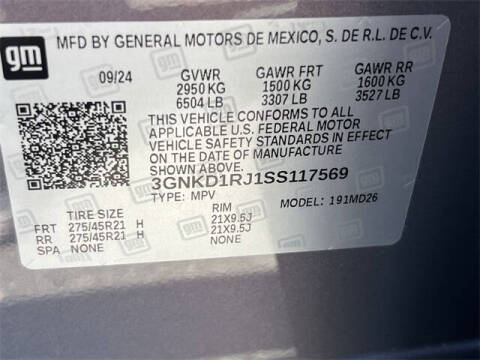 gm MFD BY GENERAL MOTORS DE MEXICO, S. DE R.L. DE C.V.
09/24 GVWR GAWR FRT GAWR RR
2950 KG 1500 KG 1600 KG
6504 LB 3307 LB 3527 LB
THIS VEHICLE CONFORMS TO ALL
APPLICABLE U.S. FEDERAL MOTOR
VEHICLE SAFETY STANDARDS IN EFFECT
ON THE DATE OF MANUFACTURE
SHOWN ABOVE.
3GNKD1RJ1SS117569
TYPE: MPV MODEL: 191MD26
TIRE SIZE RIM
FRT 275/45R21 H 21X9.5J
RR 275/45R21 H 21X9.5J
SPA NONE NONE